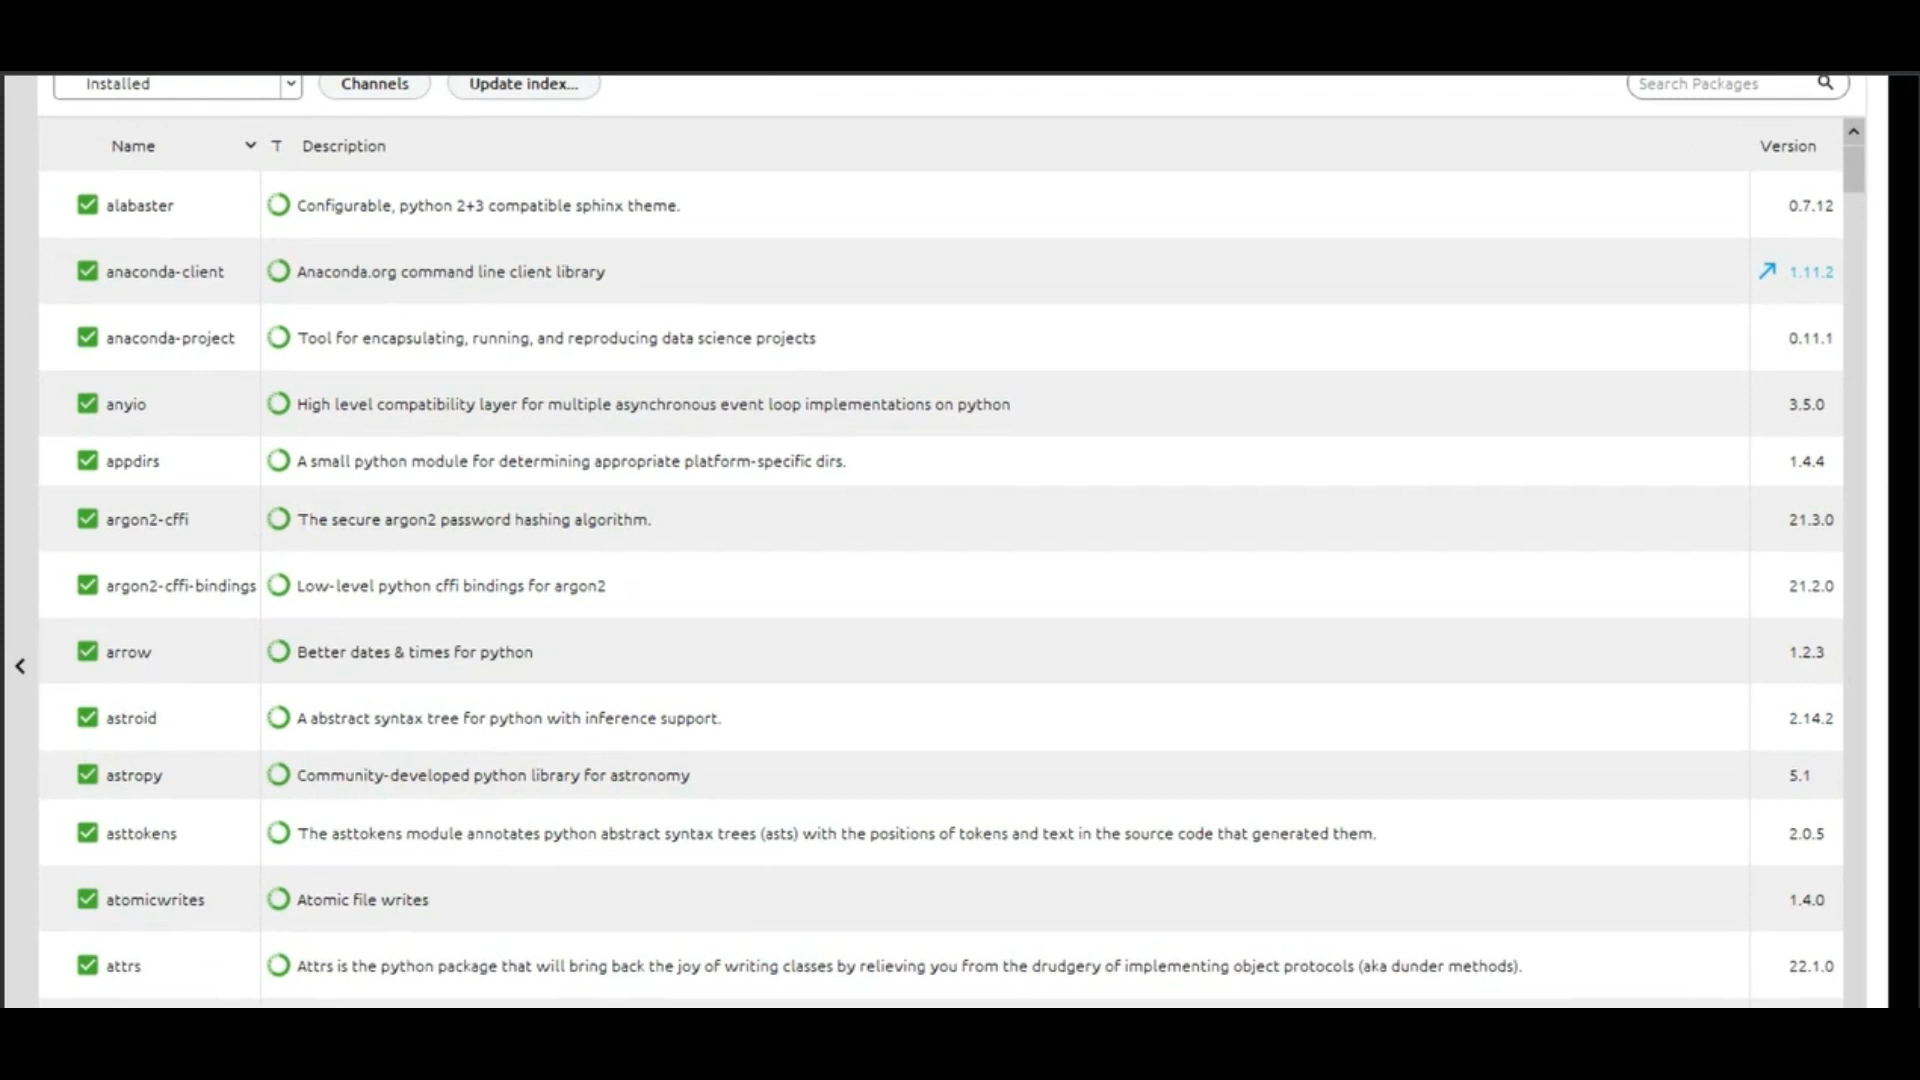 Installed Channels Update index... Search Packages
Name T Description Version
alabaster Configurable, python 2+3 compatible sphinx theme. 0.7.12
anaconda-client Anaconda.org command line client library 1.11.2
anaconda-project Tool for encapsulating, running, and reproducing data science projects 0.11.1
anyio High level compatibility layer for multiple asynchronous event loop implementations on python 3.5.0
appdirs A small python module for determining appropriate platform-specific dirs. 1.4.4
argon2-cffi The secure argon2 password hashing algorithm. 21.3.0
argon2-cffi-bindings Low-level python cffi bindings for argon2 21.2.0
arrow Better dates & times for python 1.2.3
astroid A abstract syntax tree for python with inference support. 2.14.2
astropy Community-developed python library for astronomy 5.1
asttokens The asttokens module annotates python abstract syntax trees (asts) with the positions of tokens and text in the source code that generated them. 2.0.5
atomicwrites Atomic file writes 1.4.0
attrs Attrs is the python package that will bring back the joy of writing classes by relieving you from the drudgery of implementing object protocols (aka dunder methods). 22.1.0